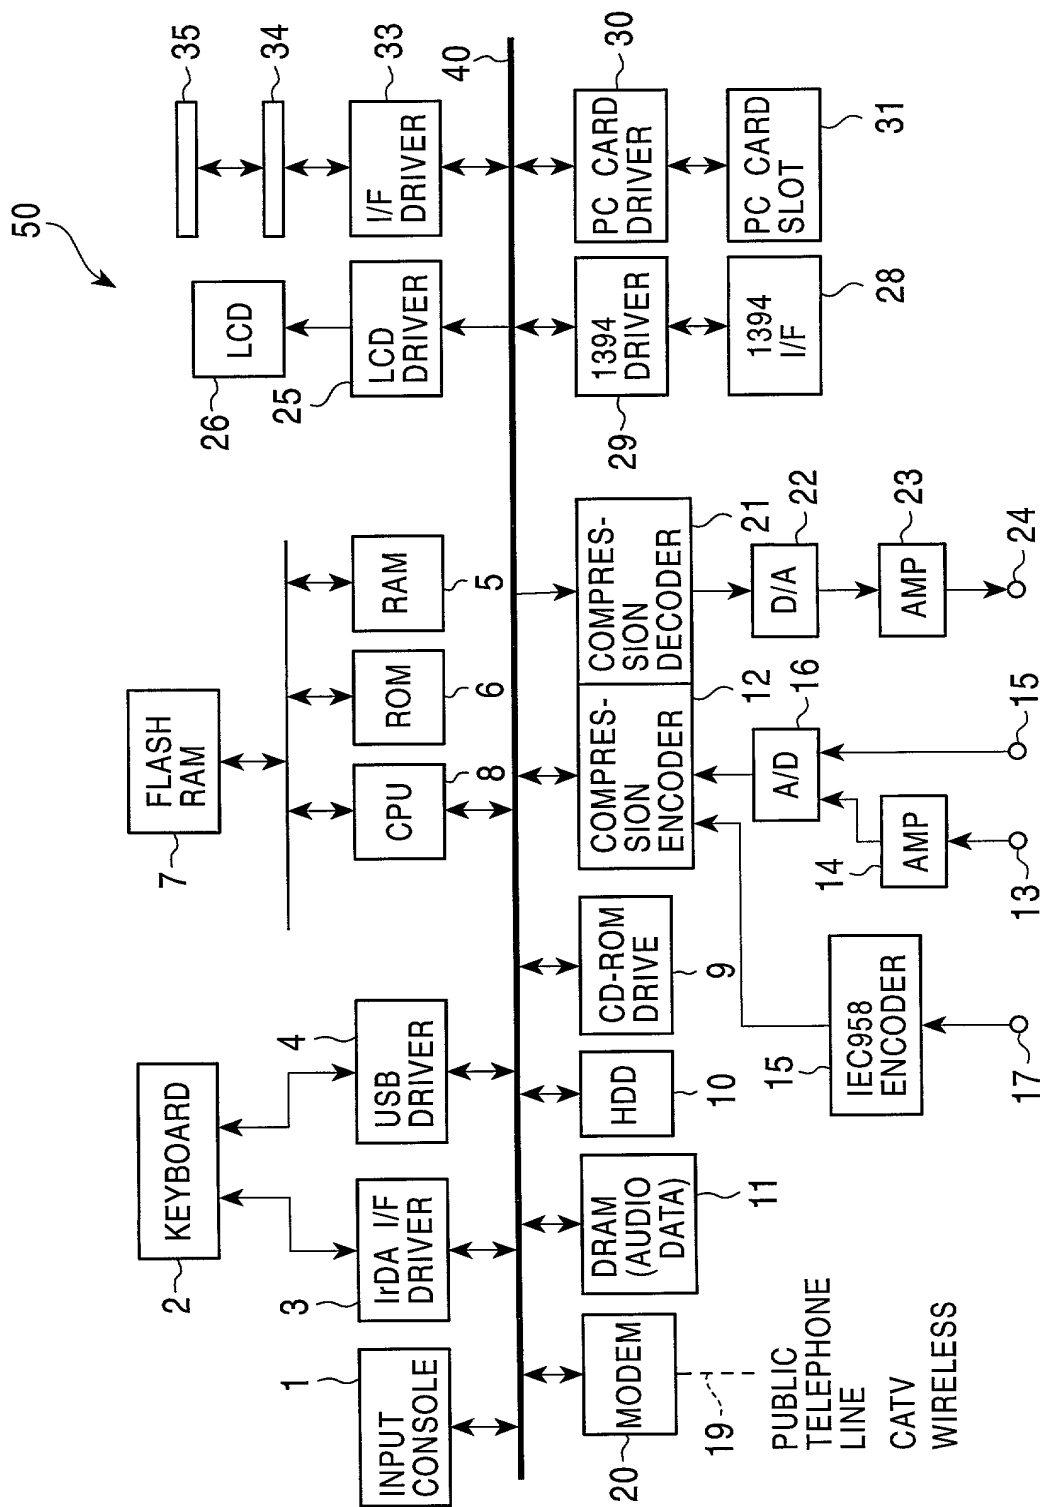 50
35
34
33
I/F
DRIVER
40
LCD
26
LCD
DRIVER
25
FLASH
RAM
7
RAM
5
ROM
6
CPU
8
KEYBOARD
2
USB
DRIVER
4
IrDA I/F
DRIVER
3
INPUT
CONSOLE
1
MODEM
20
19
PUBLIC
TELEPHONE
LINE
CATV
WIRELESS
DRAM
(AUDIO
DATA)
11
HDD
10
CD-ROM
DRIVE
9
COMPRES-
SION
ENCODER
12
COMPRES-
SION
DECODER
21
1394
DRIVER
29
PC CARD
DRIVER
30
IEC958
ENCODER
15
17
A/D
16
AMP
14
13
15
D/A
22
AMP
23
24
1394
I/F
28
PC CARD
SLOT
31